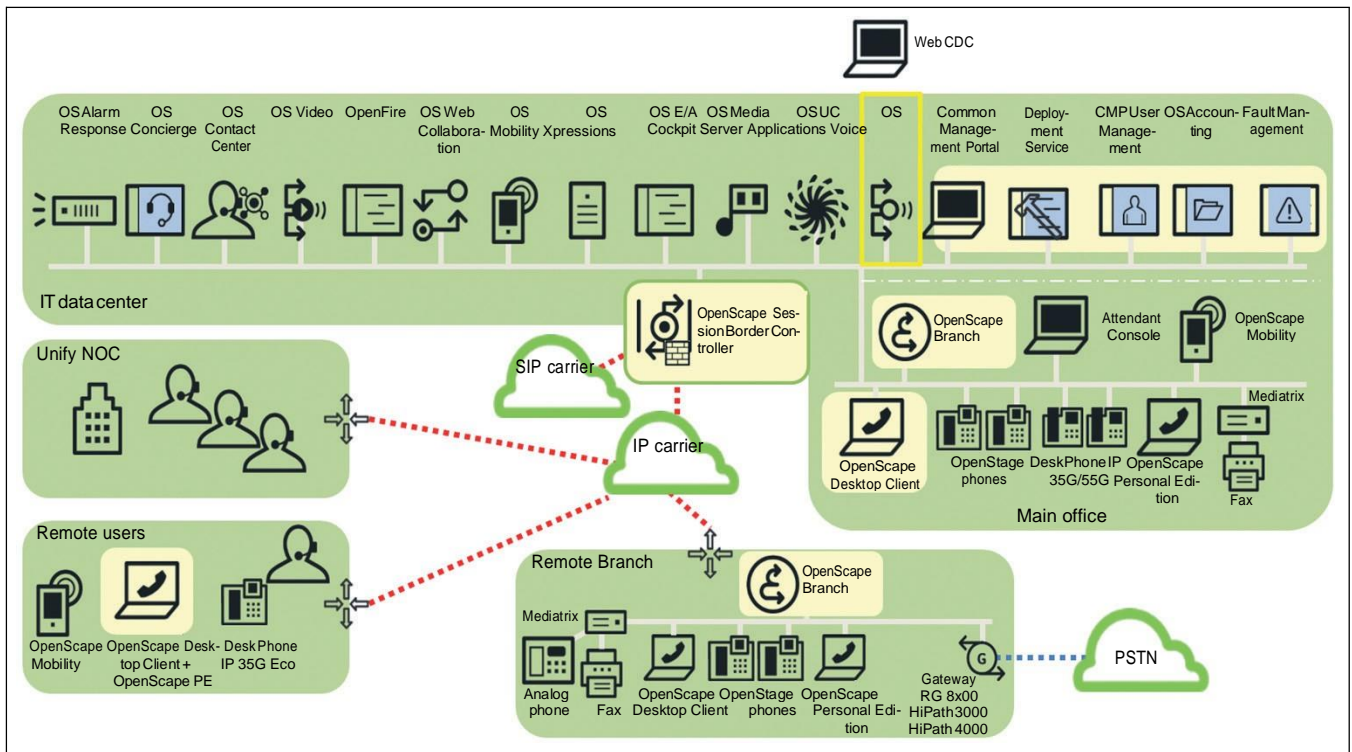 Web CDC
OS Alarm
Response
OS
Concierge
OS
Contact
Center
OS Video
OpenFire
OS Web
Collabora-
tion
OS
Mobility
OS
Xpressions
OS E/A
Cockpit
OS Media
Server
OS UC
Applications
OS
Voice
Common
Manage-
ment Portal
Deploy-
ment
Service
CMP User
Manage-
ment
OS Accoun-
ting
Fault Man-
agement
IT data center
OpenScape Ses-
sion Border Con-
troller
OpenScape
Branch
Attendant
Console
OpenScape
Mobility
Unify NOC
SIP carrier
IP carrier
Mediatrix
OpenScape
Desktop Client
OpenStage
phones
DeskPhone IP
35G/55G
OpenScape
Personal Edi-
tion
Fax
Main office
Remote users
OpenScape
Mobility
OpenScape Desk-
top Client +
OpenScape PE
DeskPhone
IP 35G Eco
Remote Branch
OpenScape
Branch
Mediatrix
Analog
phone
Fax
OpenScape
Desktop Client
OpenStage
phones
OpenScape
Personal Edi-
tion
G
Gateway
RG 8x00
HiPath3000
HiPath4000
PSTN